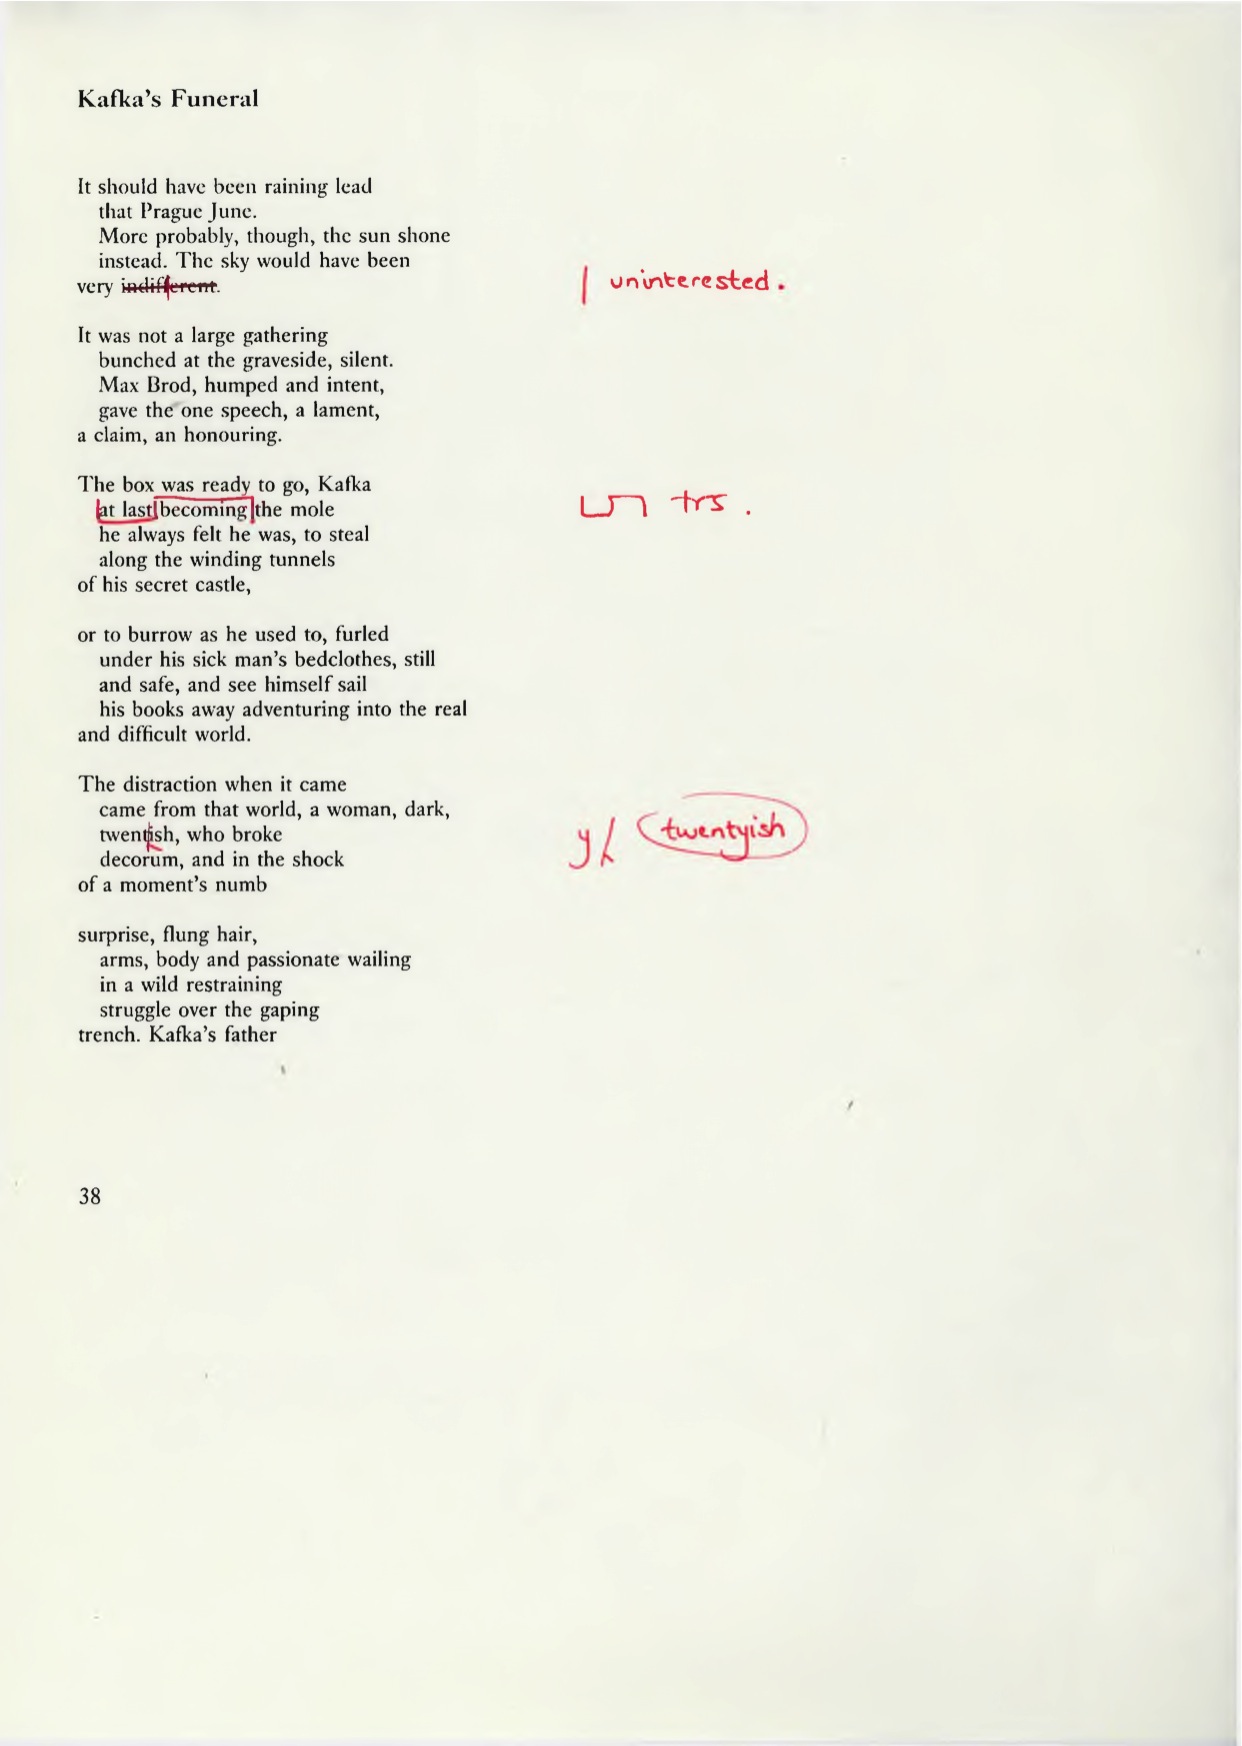 Kafka's Funeral
It should have been raining lead
that Prague June.
More probably, though, the sun shone
instead. The sky would have been
very indifferent. | uninterested.
It was not a large gathering
bunched at the graveside, silent.
Max Brod, humped and intent,
gave the one speech, a lament,
a claim, an honouring.
The box was ready to go, Kafka
at last becoming the mole trs.
he always felt he was, to steal
along the winding tunnels
of his secret castle,
or to burrow as he used to, furled
under his sick man's bedclothes, still
and safe, and see himself sail
his books away adventuring into the real
and difficult world.
The distraction when it came
came from that world, a woman, dark,
twentish, who broke y/ twentyish
decorum, and in the shock
of a moment's numb
surprise, flung hair,
arms, body and passionate wailing
in a wild restraining
struggle over the gaping
trench. Kafka's father
38